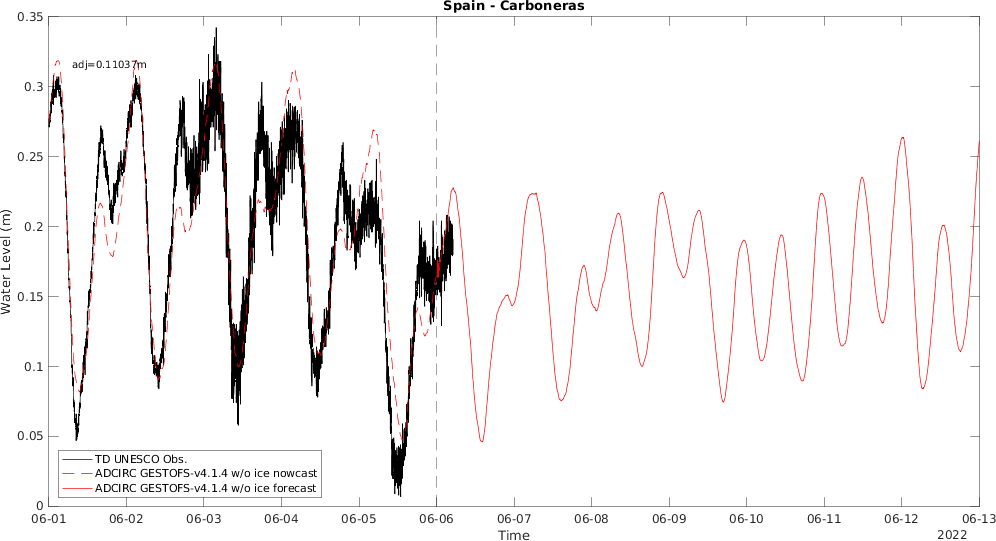 Spain - Carboneras
0.35
0.3
0.25
0.2
0.15
0.1
0.05
0
Water Level (m)
adj=0.11037m
TD UNESCO Obs.
ADCIRC GESTOFS-v4.1.4 w/o ice nowcast
ADCIRC GESTOFS-v4.1.4 w/o ice forecast
06-01 06-02 06-03 06-04 06-05 06-06 06-07 06-08 06-09 06-10 06-11 06-12 06-13
Time
2022